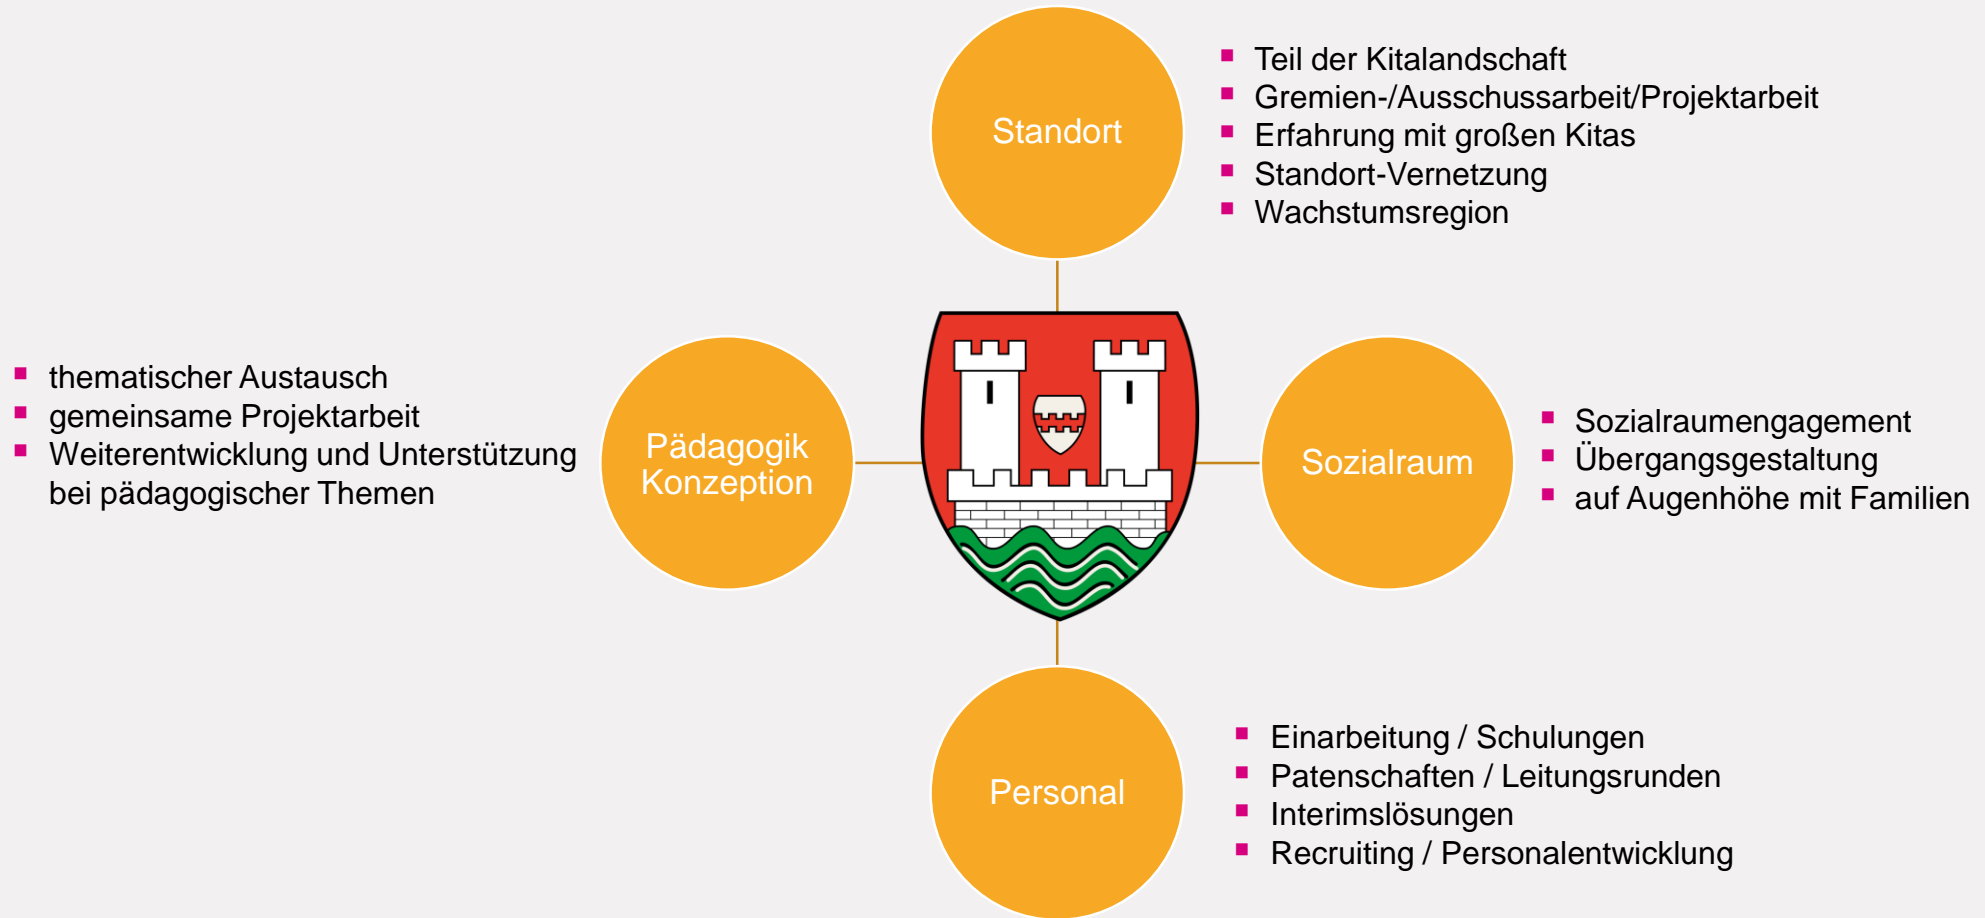 Standort
Teil der Kitalandschaft
Gremien-/Ausschussarbeit/Projektarbeit
Erfahrung mit großen Kitas
Standort-Vernetzung
Wachstumsregion
thematischer Austausch
gemeinsame Projektarbeit
Weiterentwicklung und Unterstützung
bei pädagogischer Themen
Pädagogik
Konzeption
Sozialraum
Sozialraumengagement
Übergangsgestaltung
auf Augenhöhe mit Familien
Personal
Einarbeitung / Schulungen
Patenschaften / Leitungsrunden
Interimslösungen
Recruiting / Personalentwicklung